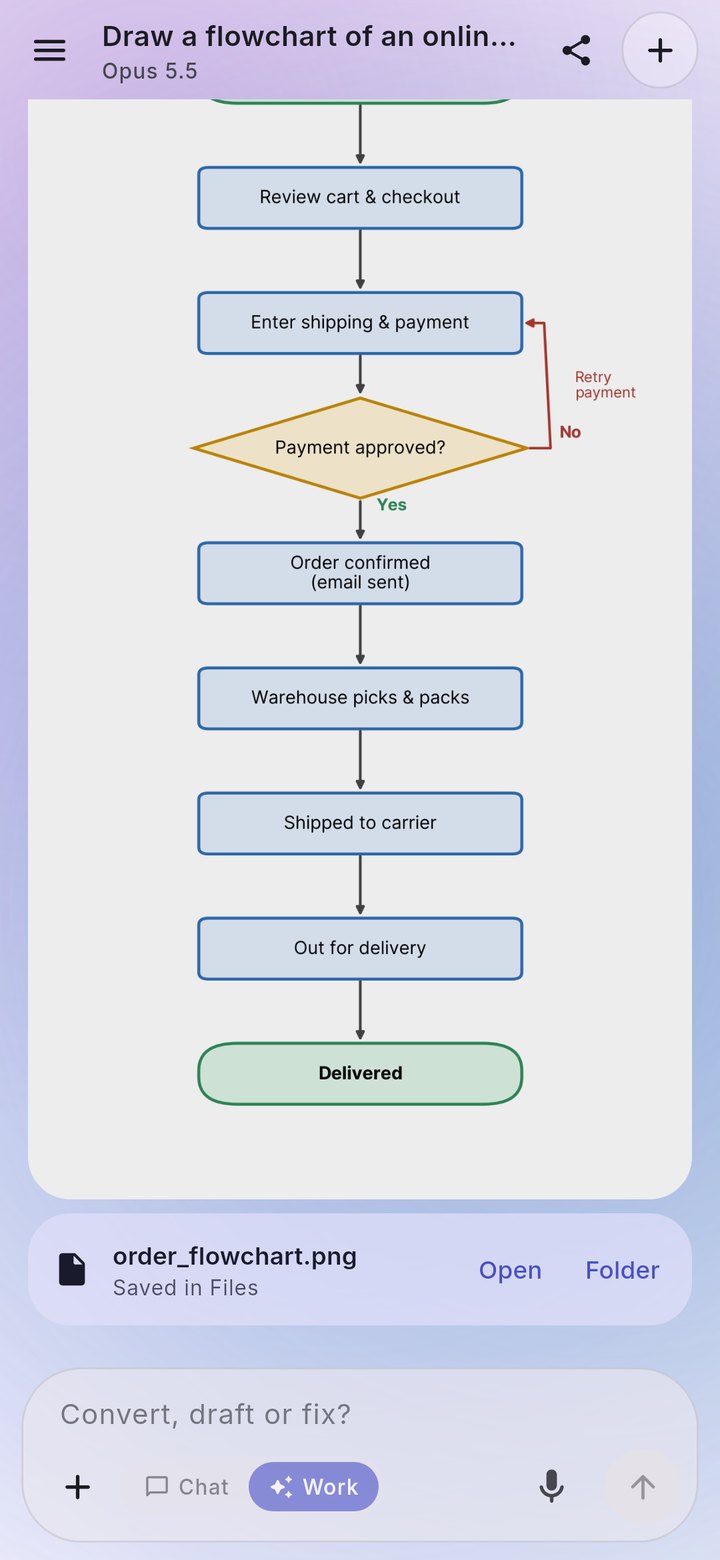 Draw a flowchart of an onlin...
Opus 5.5
Review cart & checkout
Enter shipping & payment
Retry
payment
No
Payment approved?
Yes
Order confirmed
(email sent)
Warehouse picks & packs
Shipped to carrier
Out for delivery
Delivered
order_flowchart.png
Saved in Files
Open
Folder
Convert, draft or fix?
Chat
Work